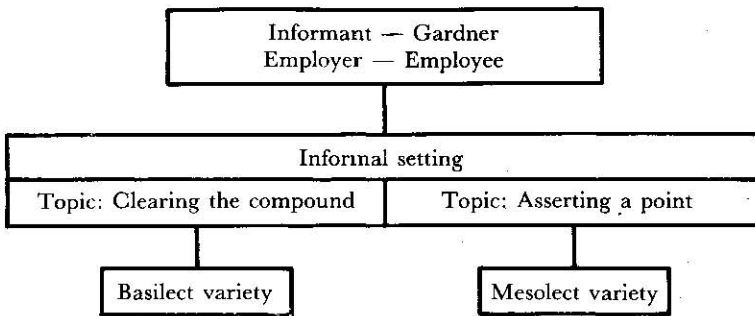 Informant — Gardner
Employer — Employee
Informal setting
Topic: Clearing the compound
Topic: Asserting a point
Basilect variety
Mesolect variety